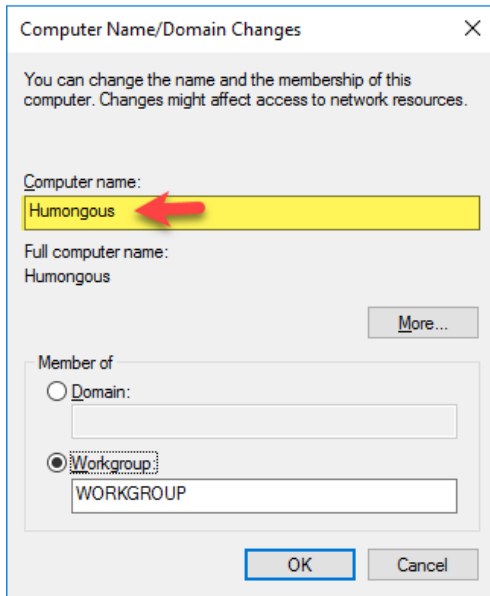 Computer Name/Domain Changes
You can change the name and the membership of this
computer. Changes might affect access to network resources.
Computer name:
Humongous
Full computer name:
Humongous
More...
Member of
Domain:
Workgroup:
WORKGROUP
OK Cancel